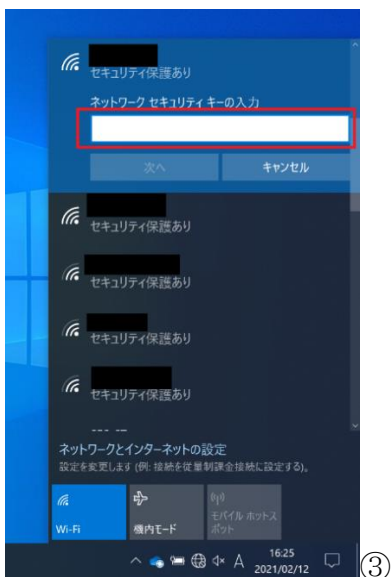 セキュリティ保護あり
ネットワーク セキュリティ キーの入力
次へ キャンセル
セキュリティ保護あり
セキュリティ保護あり
セキュリティ保護あり
セキュリティ保護あり
ネットワークとインターネットの設定
設定を変更します (例: 接続を従量制課金接続に設定する)。
Wi-Fi
機内モード
モバイル ホットス
ポット
A
16:25
2021/02/12
③